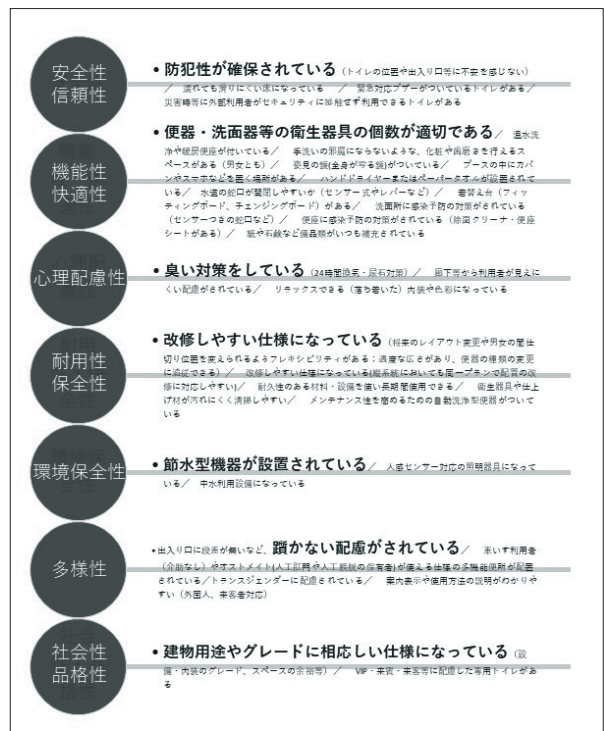 安全性
信頼性
• 防犯性が確保されている（トイレの位置や出入り口等に不安を感じない）
／　濡れても滑りにくい床になっている　／　緊急対応ブザーがついているトイレがある／
災害時等に外部利用者がセキュリティに抵触せず利用できるトイレがある
機能性
快適性
• 便器・洗面器等の衛生器具の個数が適切である／　温水洗
浄や暖房便座が付いている／　手洗いの邪魔にならないような、化粧や歯磨きを行えるス
ペースがある（男女とも）／　姿見の鏡(全身が写る鏡)がついている／　ブースの中にカバ
ンやスマホなどを置く場所がある／　ハンドドライヤーまたはペーパータオルが設置されて
いる／　水道の蛇口が開閉しやすいか（センサー式やレバーなど）／　着替え台（フィッ
ティングボード、チェンジングボード）がある／　洗面所に感染予防の対策がされている
（センサーつきの蛇口など）／　便座に感染予防の対策がされている（除菌クリーナ・便座
シートがある）／　紙や石鹸など備品類がいつも補充されている
心理配慮性
• 臭い対策をしている（24時間換気・尿石対策）／　廊下等から利用者が見えに
くい配慮がされている／　リラックスできる（落ち着いた）内装や色彩になっている
耐用性
保全性
• 改修しやすい仕様になっている（将来のレイアウト変更や男女の間仕
切り位置を変えられるようフレキシビリティがある；適度な広さがあり、便器の種類の変更
に追従できる）／　改修しやすい仕様になっている(縦系統においても同一プランで配置の改
修に対応しやすい)／　耐久性のある材料・設備を使い長期間使用できる／　衛生器具や仕上
げ材が汚れにくく清掃しやすい／　メンテナンス性を高めるための自動洗浄型便器がついて
いる
環境保全性
• 節水型機器が設置されている／　人感センサー対応の照明器具になって
いる／　中水利用設備になっている
多様性
• 出入り口に段差が無いなど、躓かない配慮がされている／　車いす利用者
（介助なし）やオストメイト(人工肛門や人工膀胱の保有者)が使える仕様の多機能便所が配置
されている／トランスジェンダーに配慮されている／　案内表示や使用方法の説明がわかりや
すい（外国人、来客者対応）
社会性
品格性
• 建物用途やグレードに相応しい仕様になっている（設
備・内装のグレード、スペースの余裕等）／　VIP・来賓・来客等に配慮した専用トイレがあ
る